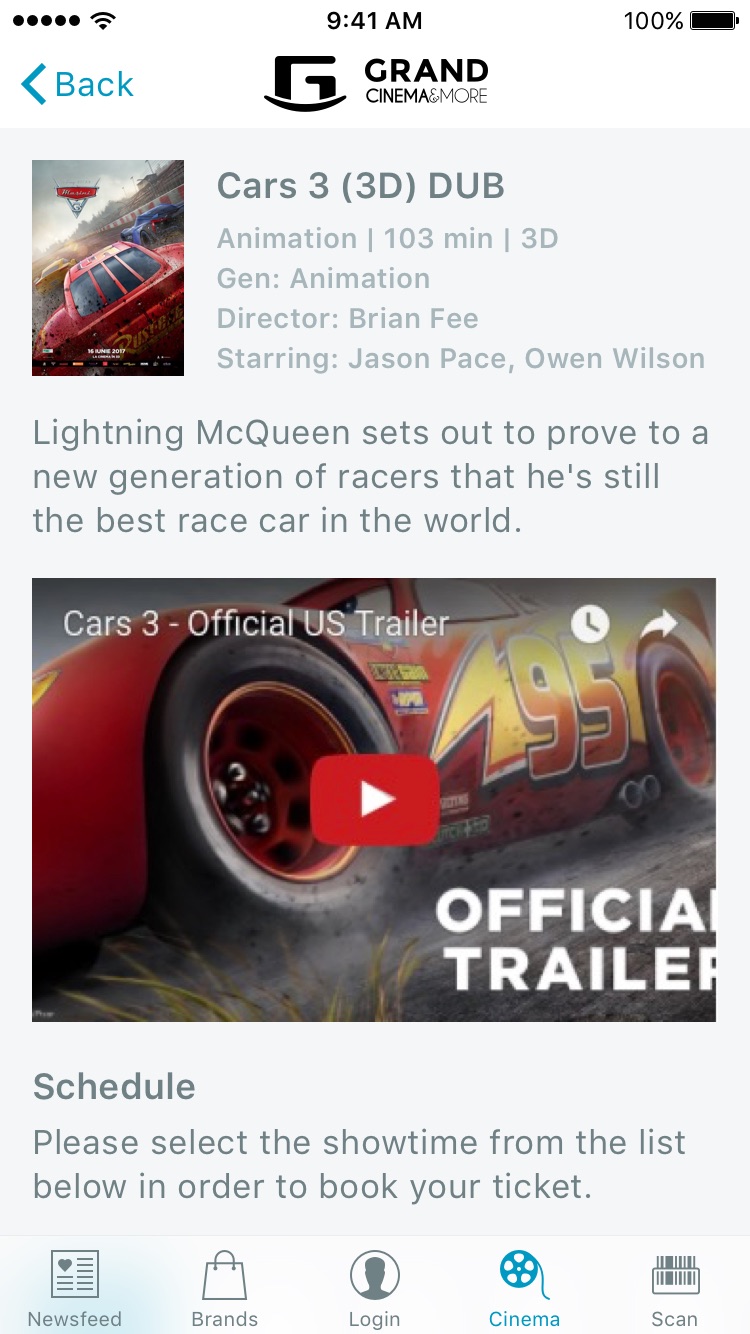 9:41 AM
100%
Back
GRAND
CINEMA&MORE
Cars 3 (3D) DUB
Animation | 103 min | 3D
Gen: Animation
Director: Brian Fee
Starring: Jason Pace, Owen Wilson
16 IUNIE 2017
Lightning McQueen sets out to prove to a
new generation of racers that he's still
the best race car in the world.
Cars 3 - Official US Trailer
95
OFFICIAL
TRAILER
Schedule
Please select the showtime from the list
below in order to book your ticket.
Newsfeed
Brands
Login
Cinema
Scan